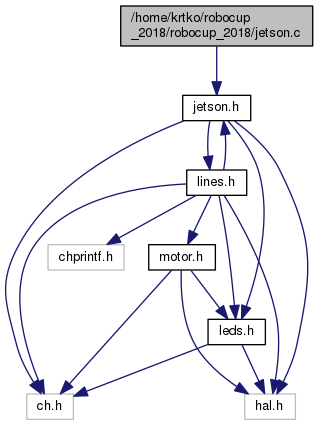 /home/krtko/robocup
_2018/robocup_2018/jetson.c
jetson.h
lines.h
chprintf.h
motor.h
leds.h
ch.h
hal.h